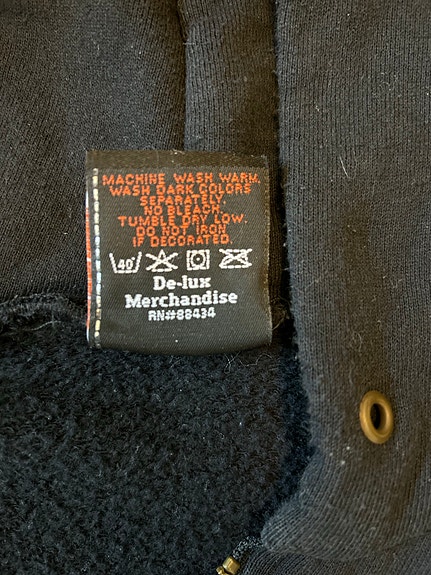 MACHINE WASH WARM.
WASH DARK COLORS
SEPARATELY.
NO BLEACH.
TUMBLE DRY LOW.
DO NOT IRON
IF DECORATED.
40°
De-lux
Merchandise
RN#88434